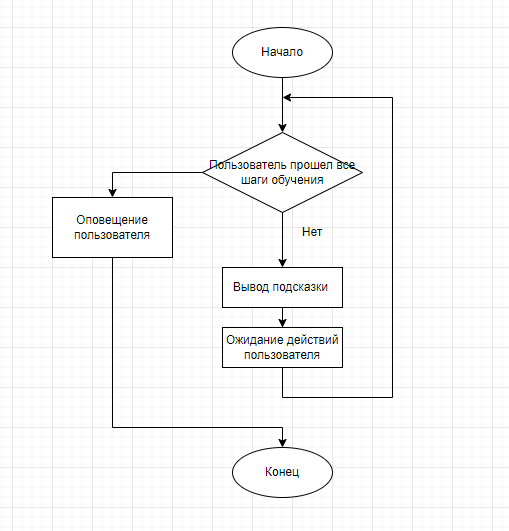 Начало
Пользователь прошел все
шаги обучения
Оповещение
пользователя
Нет
Вывод подсказки
Ожидание действий
пользователя
Конец